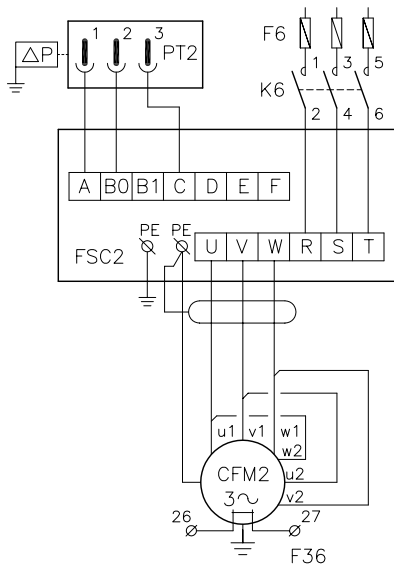 F6
1 2 3
PT2
ΔP
1 3 5
K6
2 4 6
A B0 B1 C D E F
PE PE
U V W R S T
FSC2
u1 v1 w1
w2
CFM2
u2
3~
v2
26 27
F36